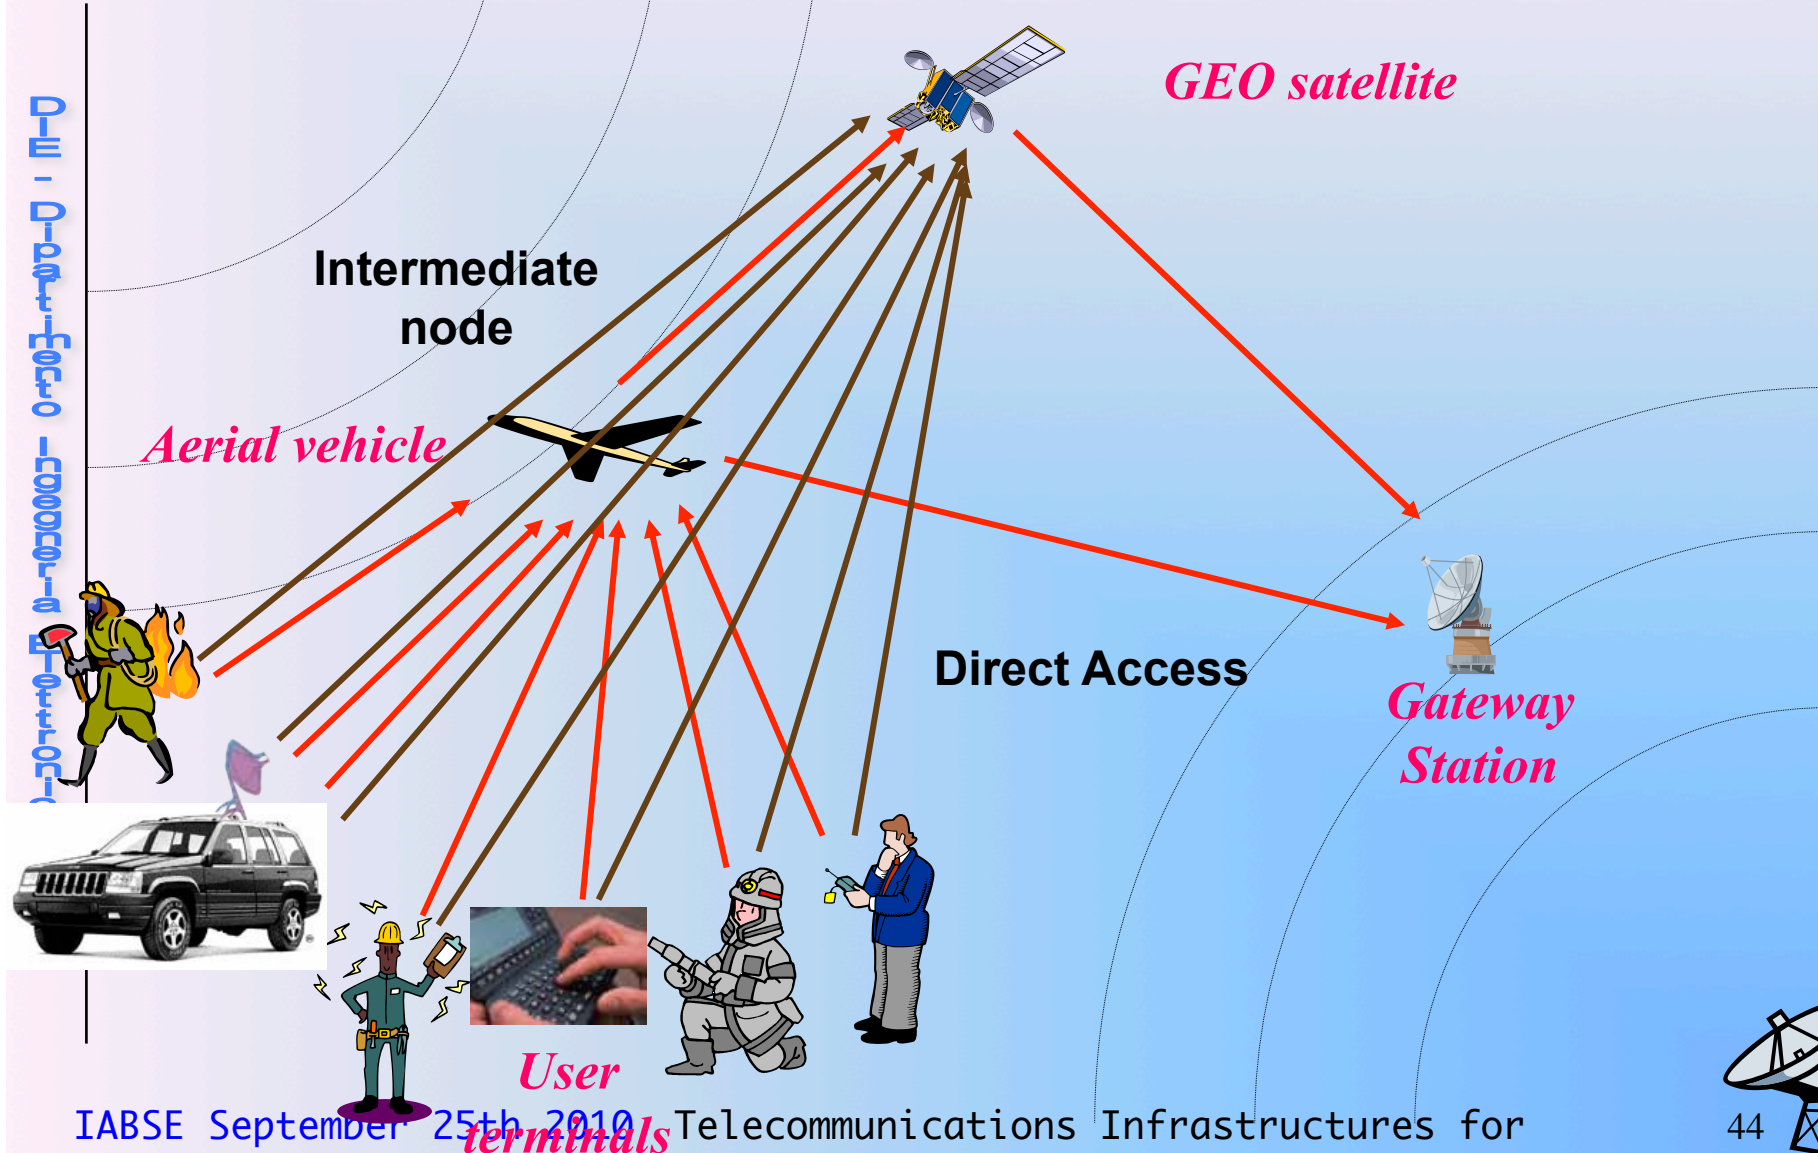 GEO satellite
Intermediate
node
Aerial vehicle
Direct Access
Gateway
Station
User
terminals
DIE - Dipartimento Ingegneria Elettronic
IABSE September 25th 2010 Telecommunications Infrastructures for
44